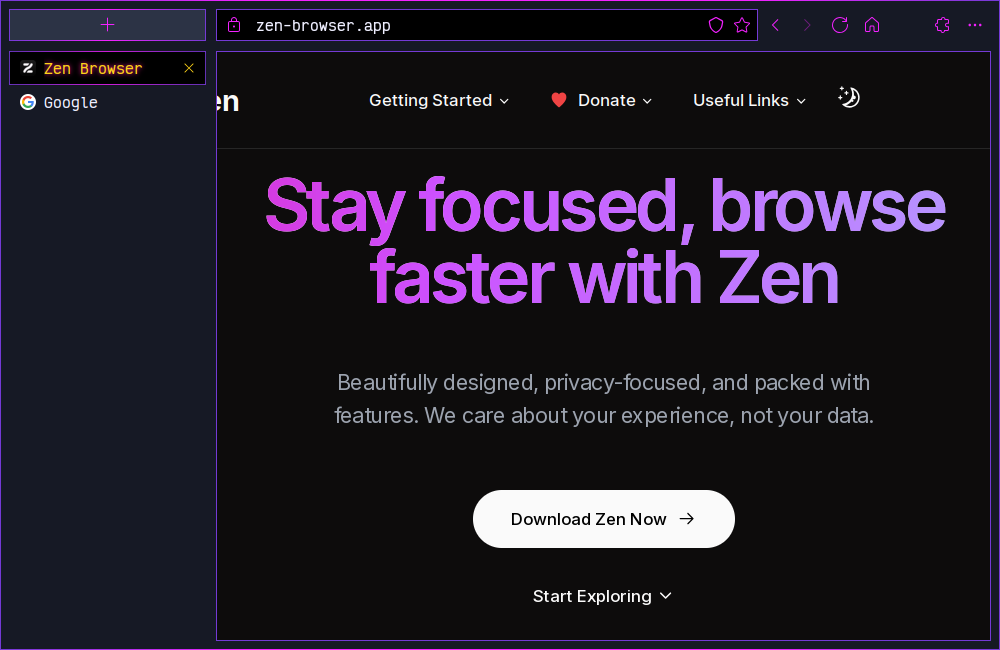 zen-browser.app
Zen Browser
Google
en
Getting Started
Donate
Useful Links
Stay focused, browse
faster with Zen
Beautifully designed, privacy-focused, and packed with
features. We care about your experience, not your data.
Download Zen Now
Start Exploring